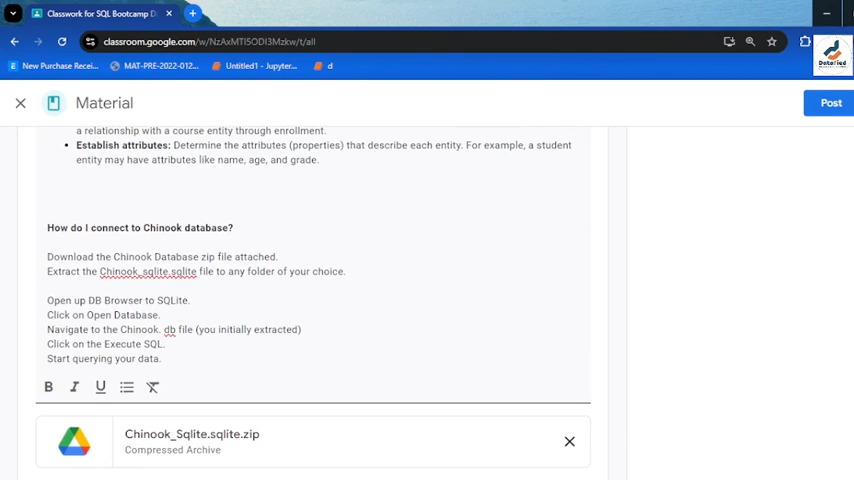 Classwork for SQL Bootcamp D
classroom.google.com/w/NzAxMTI5ODI3Mzkw/t/all
New Purchase Recei...
MAT-PRE-2022-012...
Untitled1 - Jupyter...
d
DataFied
Material
Post
a relationship with a course entity through enrollment.
• Establish attributes: Determine the attributes (properties) that describe each entity. For example, a student
entity may have attributes like name, age, and grade.
How do I connect to Chinook database?
Download the Chinook Database zip file attached.
Extract the Chinook_sqlite.sqlite file to any folder of your choice.
Open up DB Browser to SQLite.
Click on Open Database.
Navigate to the Chinook. db file (you initially extracted)
Click on the Execute SQL.
Start querying your data.
B I U
Chinook_Sqlite.sqlite.zip
Compressed Archive